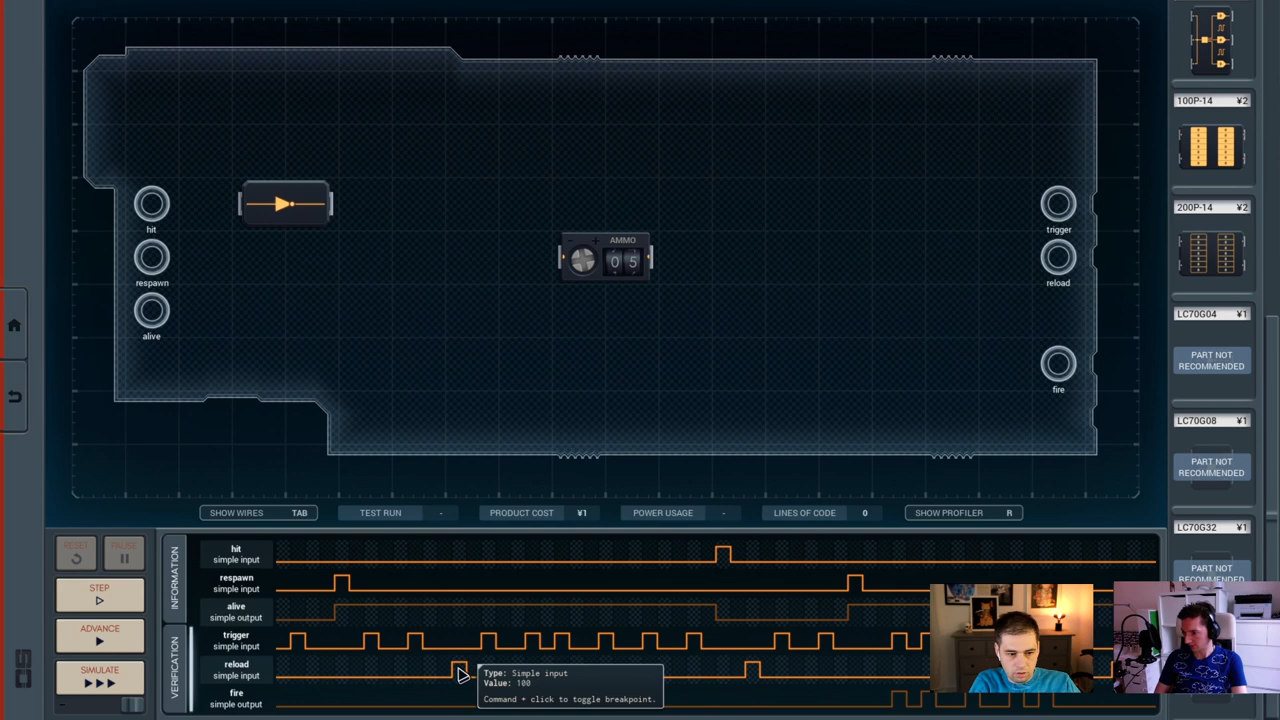 100P-14 ¥2
200P-14 ¥2
LC70G04 ¥1
PART NOT
RECOMMENDED
LC70G08 ¥1
PART NOT
RECOMMENDED
LC70G32 ¥1
PART NOT
RECOMMENDED
hit
respawn
alive
- + AMMO
05
trigger
reload
fire
SHOW WIRES TAB
TEST RUN -
PRODUCT COST ¥1
POWER USAGE -
LINES OF CODE 0
SHOW PROFILER R
RESET
PAUSE
STEP
ADVANCE
SIMULATE
INFORMATION
VERIFICATION
hit
simple input
respawn
simple input
alive
simple output
trigger
simple input
reload
simple input
fire
simple output
Type: Simple input
Value: 100
Command + click to toggle breakpoint.